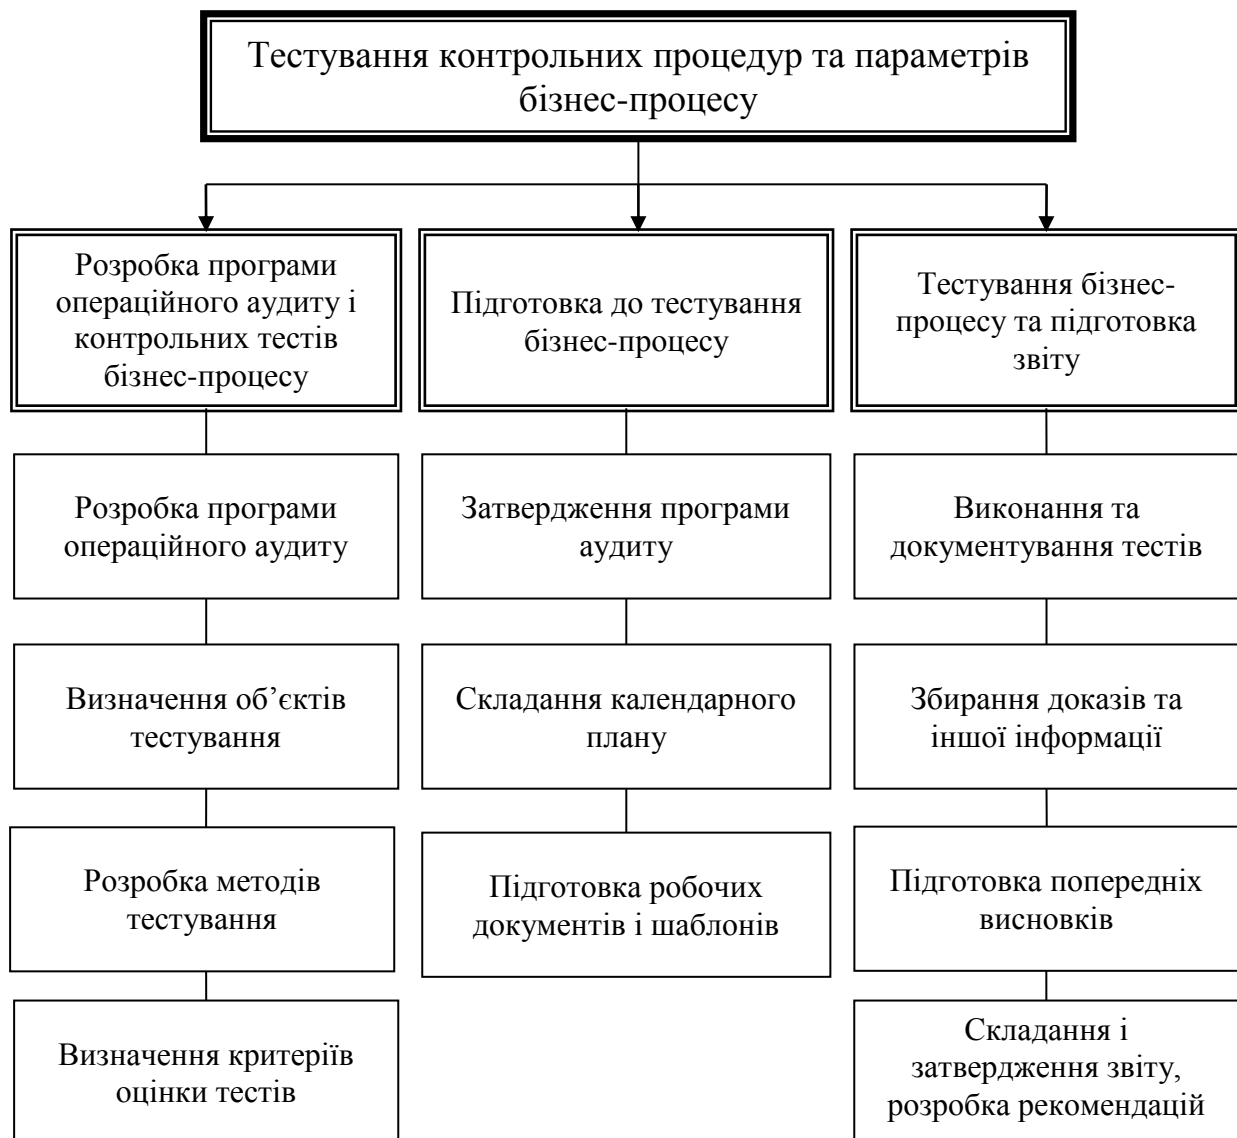 Тестування контрольних процедур та параметрів
бізнес-процесу
Розробка програми
операційного аудиту і
контрольних тестів
бізнес-процесу
Підготовка до тестування
бізнес-процесу
Тестування бізнес-
процесу та підготовка
звіту
Розробка програми
операційного аудиту
Затвердження програми
аудиту
Виконання та
документування тестів
Визначення об’єктів
тестування
Складання календарного
плану
Збирання доказів та
іншої інформації
Розробка методів
тестування
Підготовка робочих
документів і шаблонів
Підготовка попередніх
висновків
Визначення критеріїв
оцінки тестів
Складання і
затвердження звіту,
розробка рекомендацій